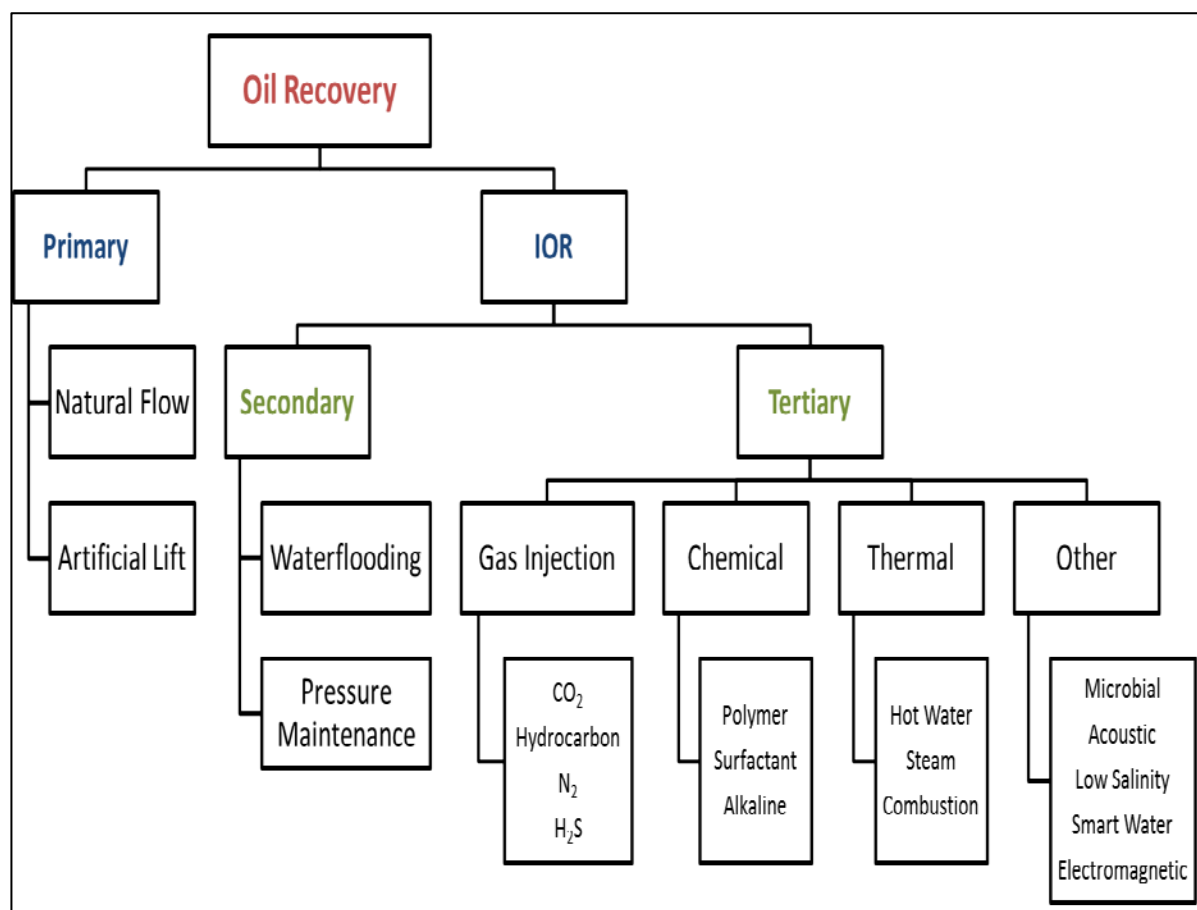 Oil Recovery
Primary
IOR
Natural Flow
Secondary
Tertiary
Artificial Lift
Waterflooding
Gas Injection
Chemical
Thermal
Other
Pressure
Maintenance
CO₂
Hydrocarbon
N₂
H₂S
Polymer
Surfactant
Alkaline
Hot Water
Steam
Combustion
Microbial
Acoustic
Low Salinity
Smart Water
Electromagnetic